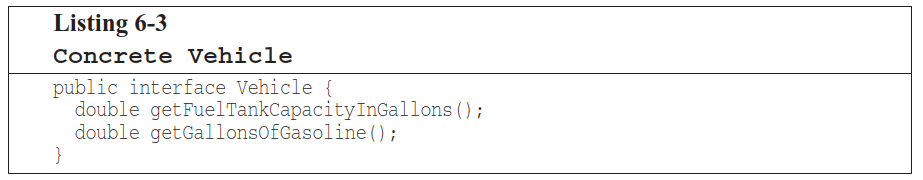 Listing 6-3
Concrete Vehicle
public interface Vehicle {
  double getFuelTankCapacityInGallons();
  double getGallonsOfGasoline();
}